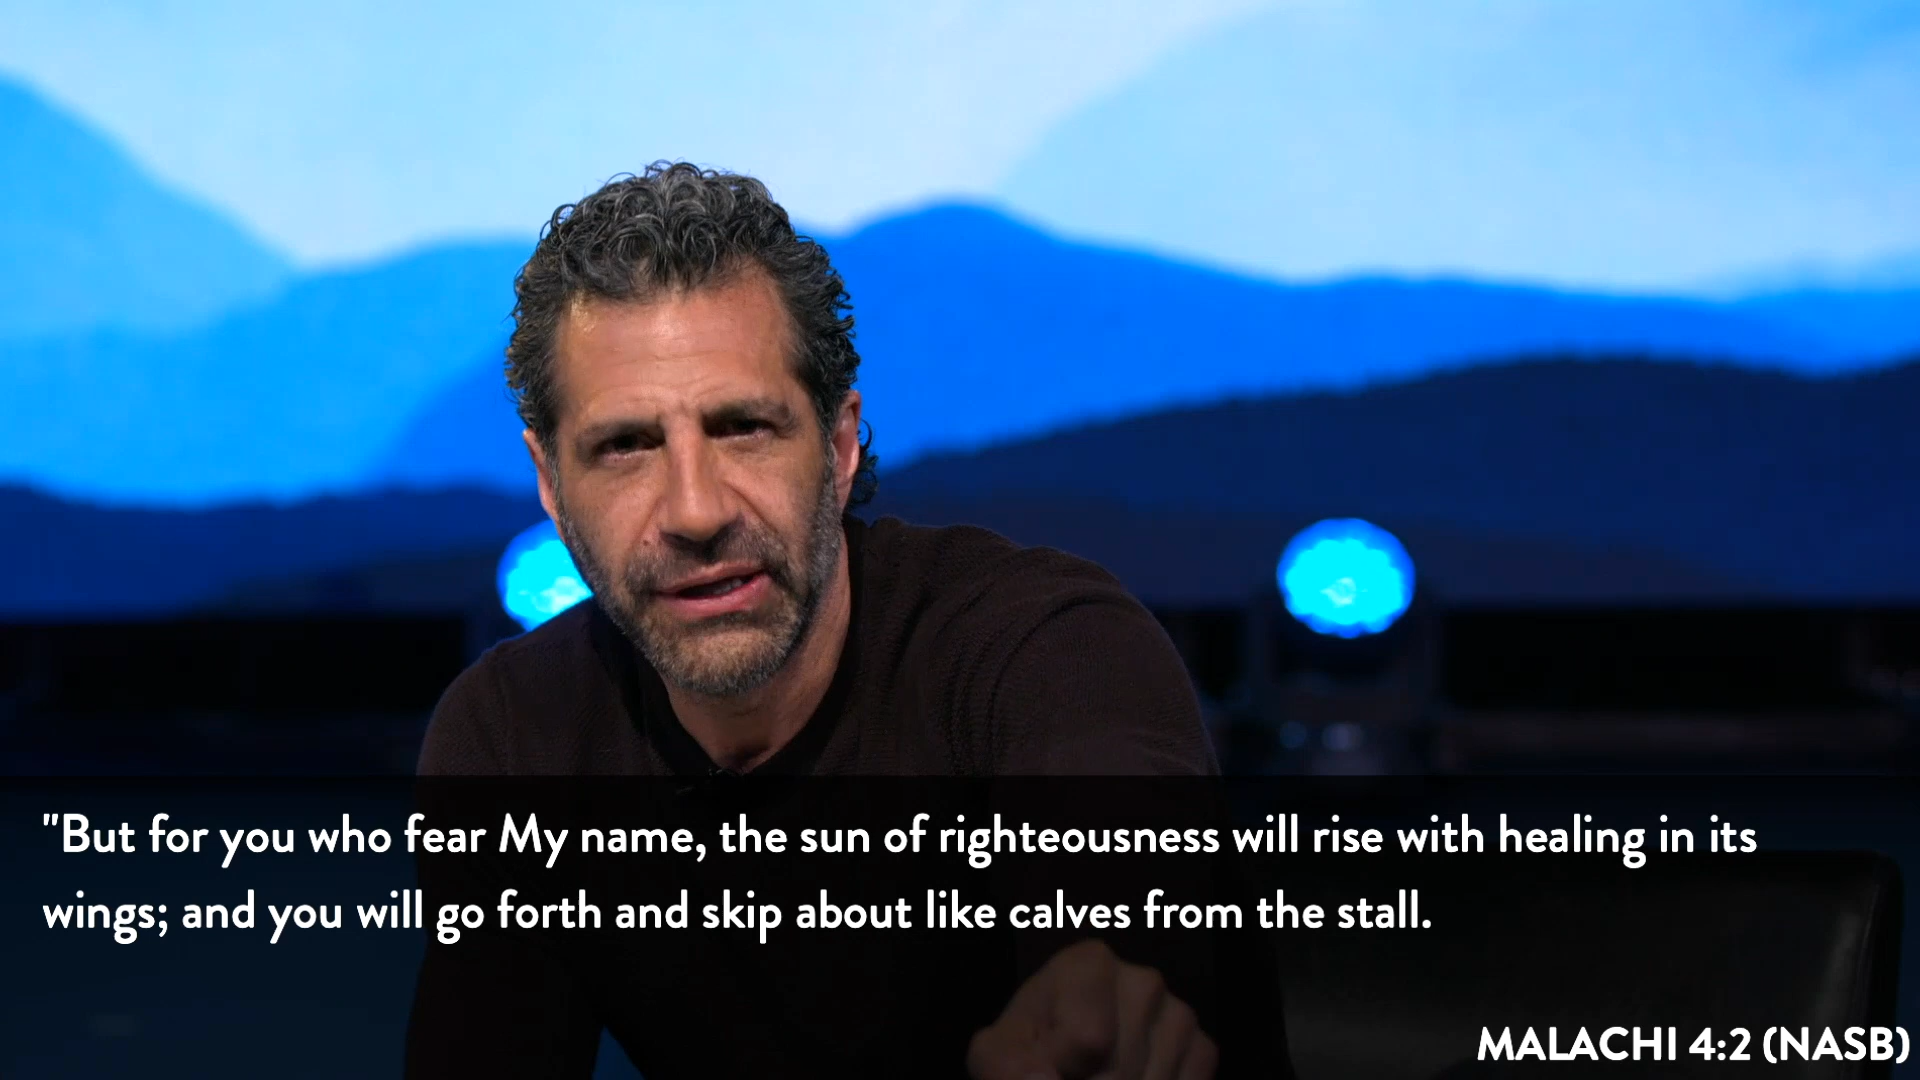 "But for you who fear My name, the sun of righteousness will rise with healing in its
wings; and you will go forth and skip about like calves from the stall.
MALACHI 4:2 (NASB)